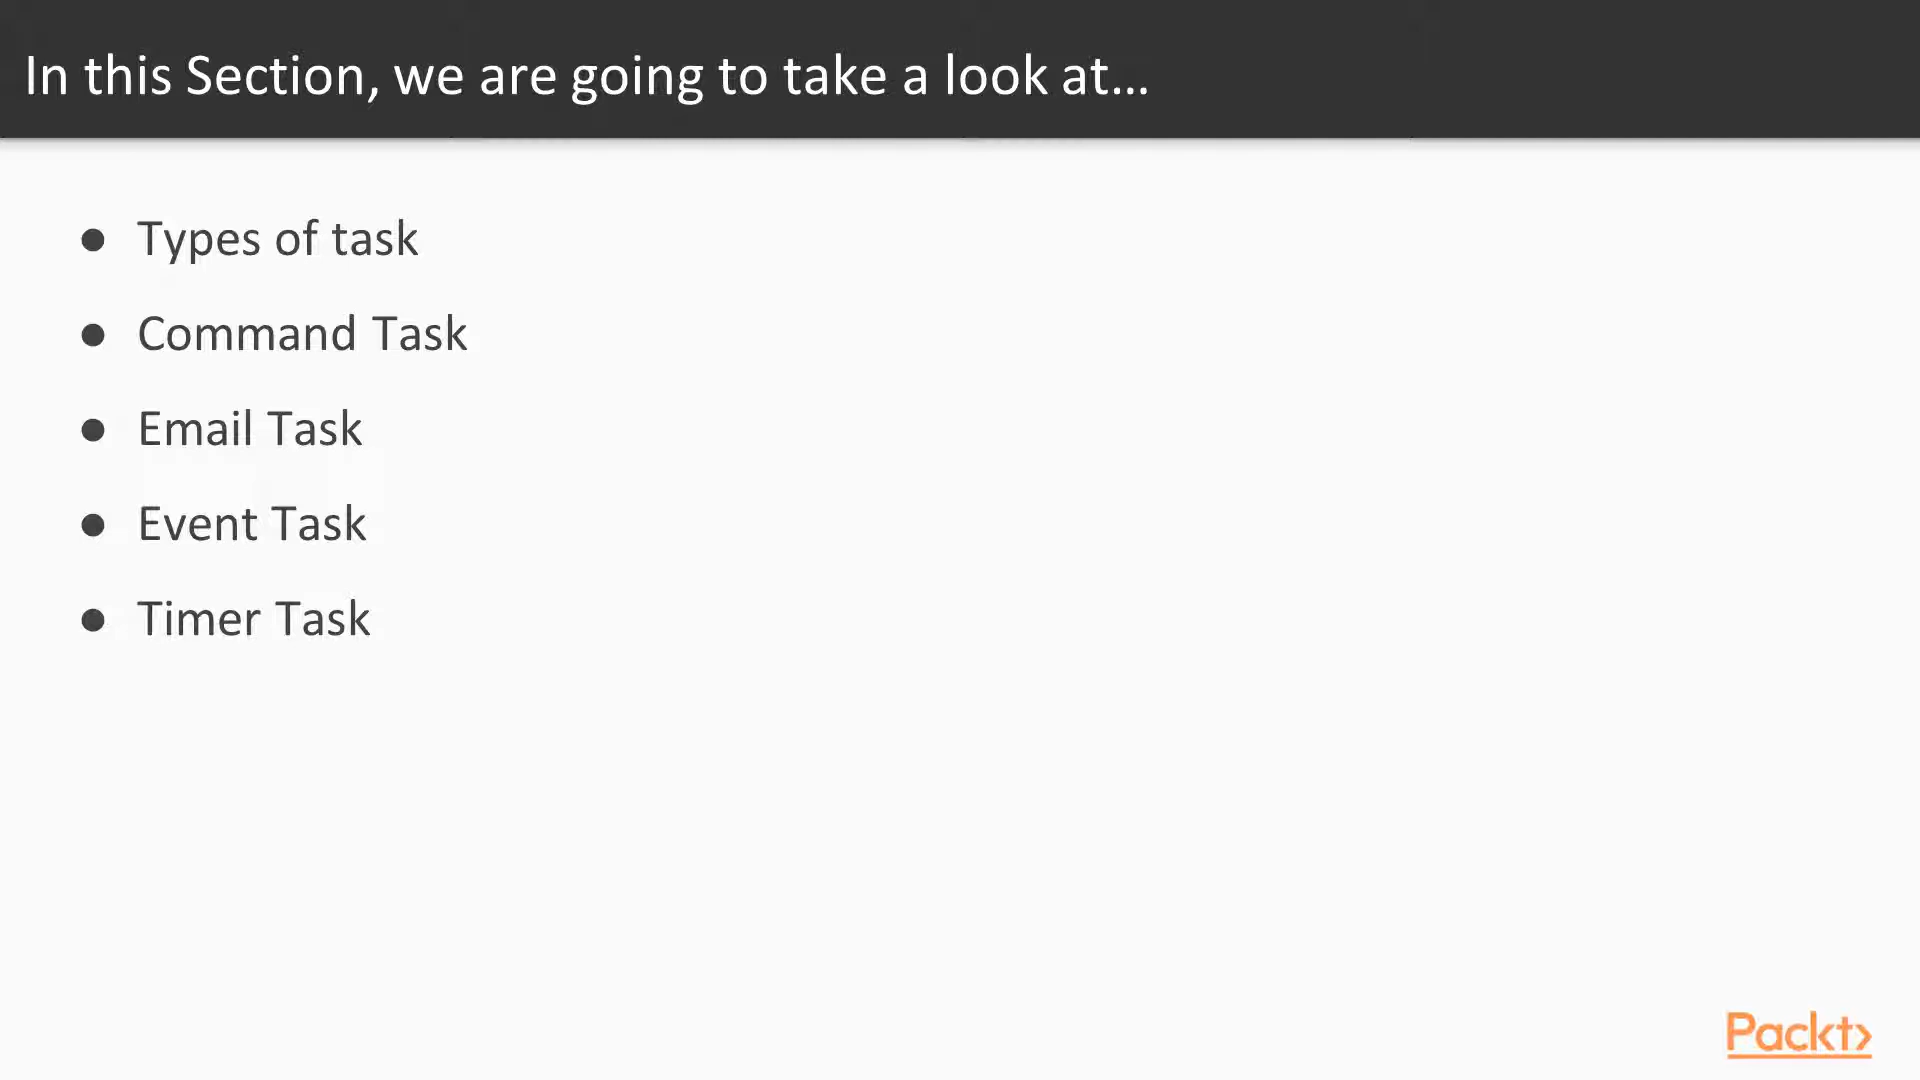 In this Section, we are going to take a look at...
● Types of task
● Command Task
● Email Task
● Event Task
● Timer Task
Packt>